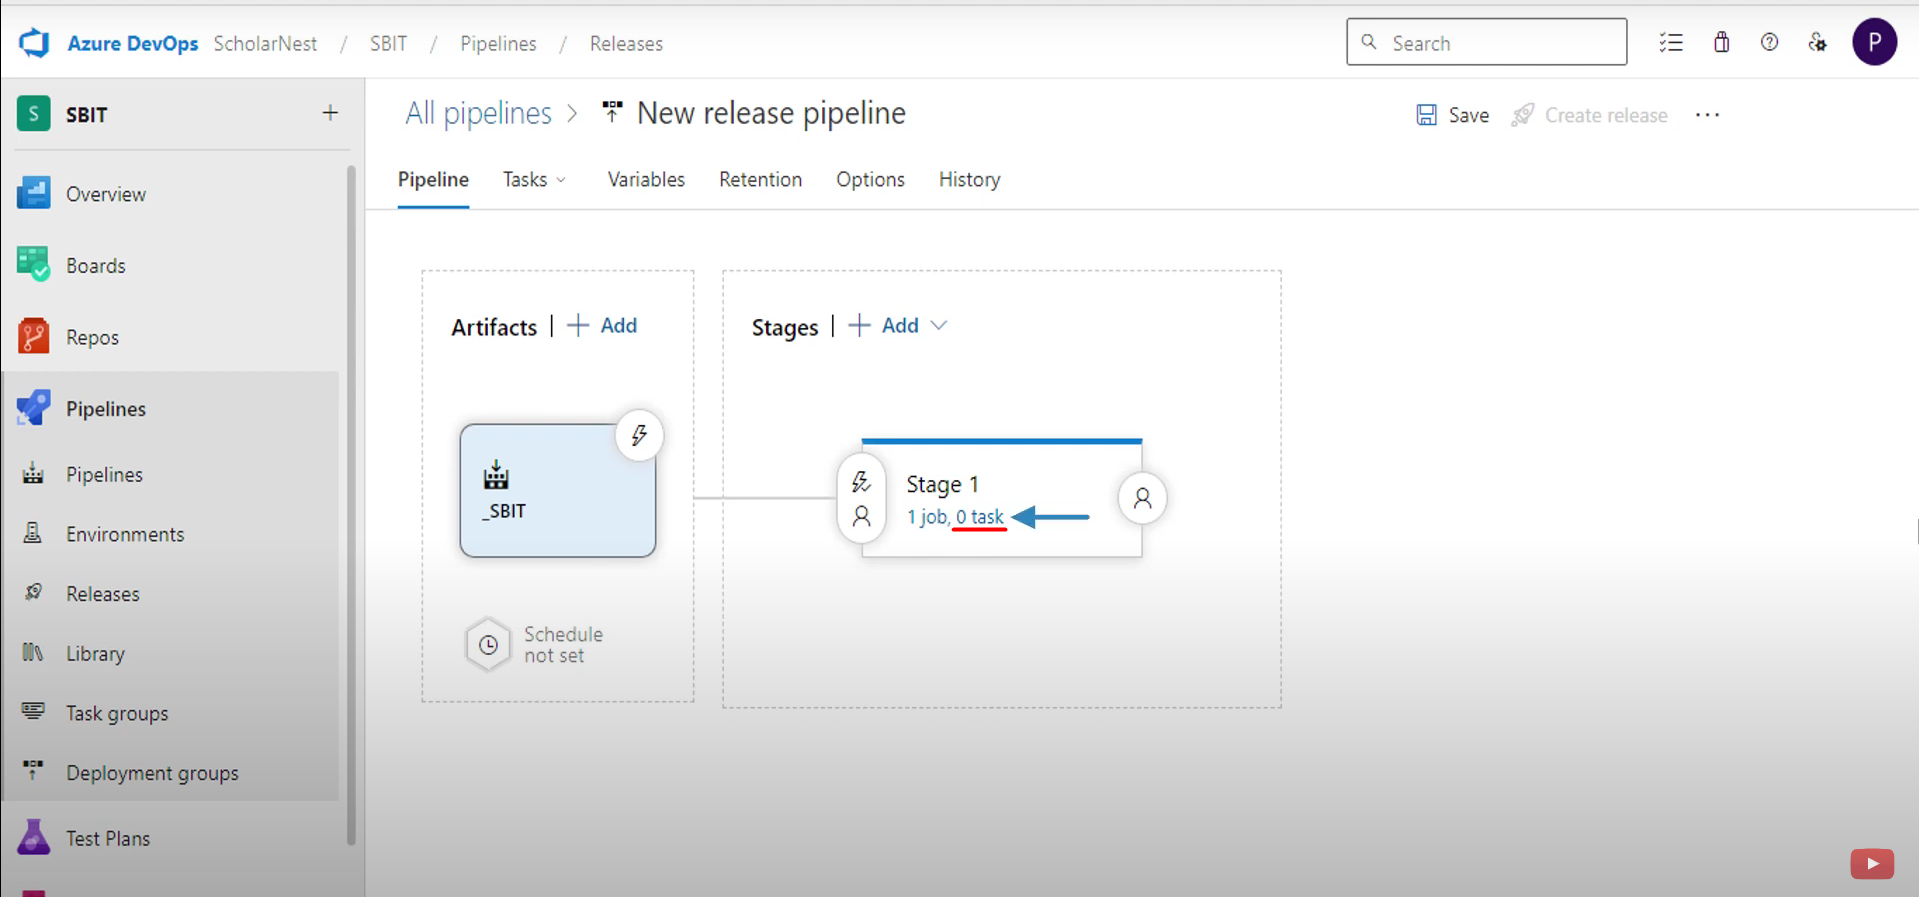 Azure DevOps ScholarNest / SBIT / Pipelines / Releases
Search
P
S SBIT +
Overview
Boards
Repos
Pipelines
Pipelines
Environments
Releases
Library
Task groups
Deployment groups
Test Plans
All pipelines > New release pipeline
Save Create release ...
Pipeline Tasks Variables Retention Options History
Artifacts | + Add
_SBIT
Schedule
not set
Stages | + Add
Stage 1
1 job, 0 task